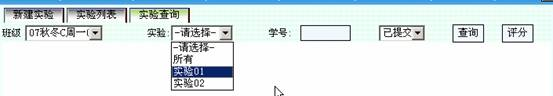 新建实验 实验列表 实验查询
班级 07秋冬C周一( 实验: -请选择- 学号: 已提交 查询 评分
-请选择-
所有
实验01
实验02